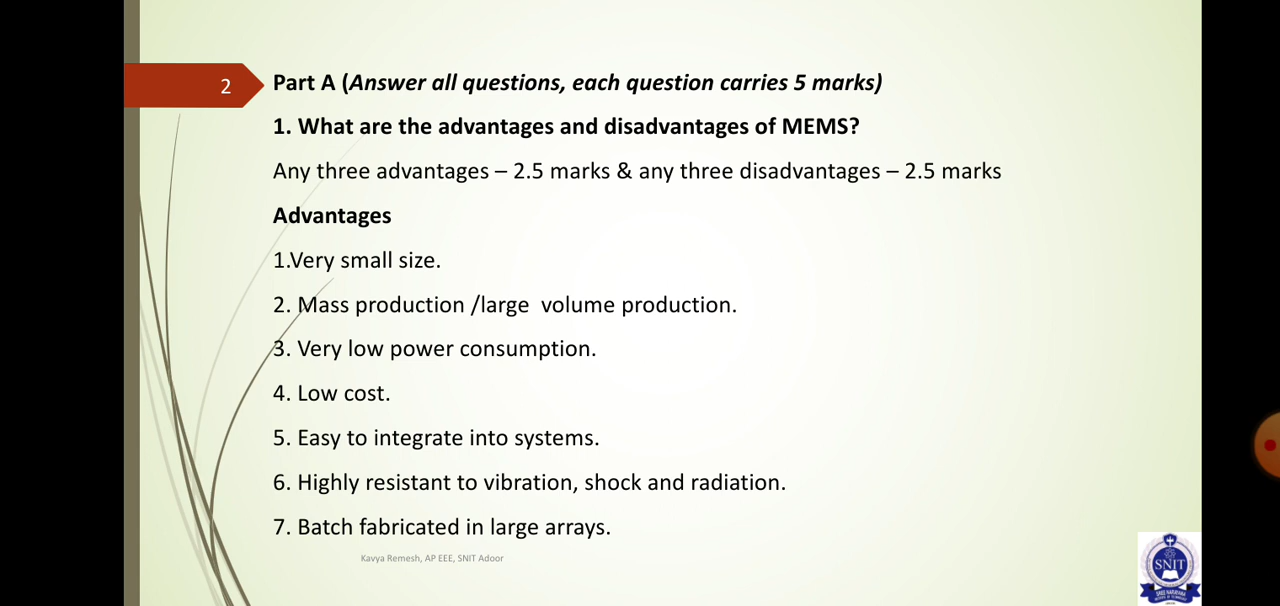 2
Part A (Answer all questions, each question carries 5 marks)
1. What are the advantages and disadvantages of MEMS?
Any three advantages – 2.5 marks & any three disadvantages – 2.5 marks
Advantages
1.Very small size.
2. Mass production /large  volume production.
3. Very low power consumption.
4. Low cost.
5. Easy to integrate into systems.
6. Highly resistant to vibration, shock and radiation.
7. Batch fabricated in large arrays.
Kavya Remesh, AP EEE, SNIT Adoor
SNIT